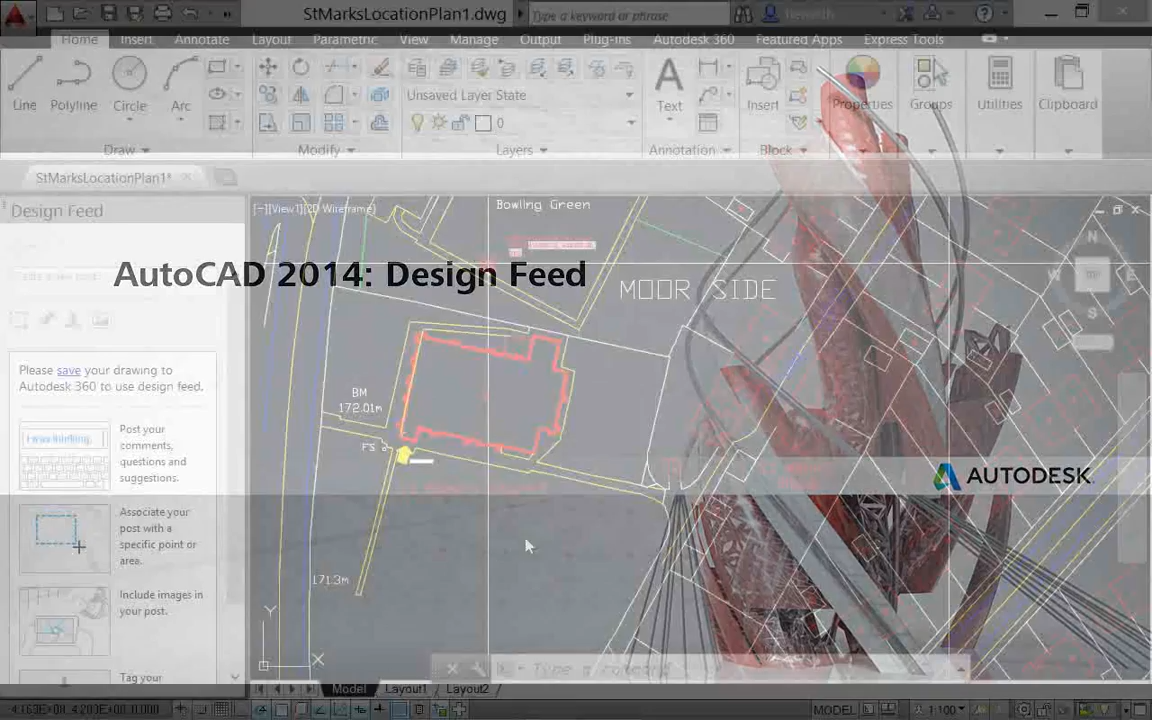 StMarksLocationPlan1.dwg
Type a keyword or phrase
Home Insert Annotate Layout Parametric View Manage Output Plug-ins Autodesk 360 Featured Apps Express Tools
Line Polyline Circle Arc
Unsaved Layer State
0
Text Insert Properties Groups Utilities Clipboard
Draw Modify Layers Annotation Block
StMarksLocationPlan1*
Design Feed
[−][View1][2D Wireframe]
Bowling Green
AutoCAD 2014: Design Feed
MOOR SIDE
N
W TOP E
S
Please save your drawing to
Autodesk 360 to use design feed.
BM
172.01m
FS
Post your
comments,
questions and
suggestions.
AUTODESK
Associate your
post with a
specific point or
area.
171.3m
Include images in
your post.
Y
X
Tag your
Type a command
Model Layout1 Layout2
MODEL
1:100